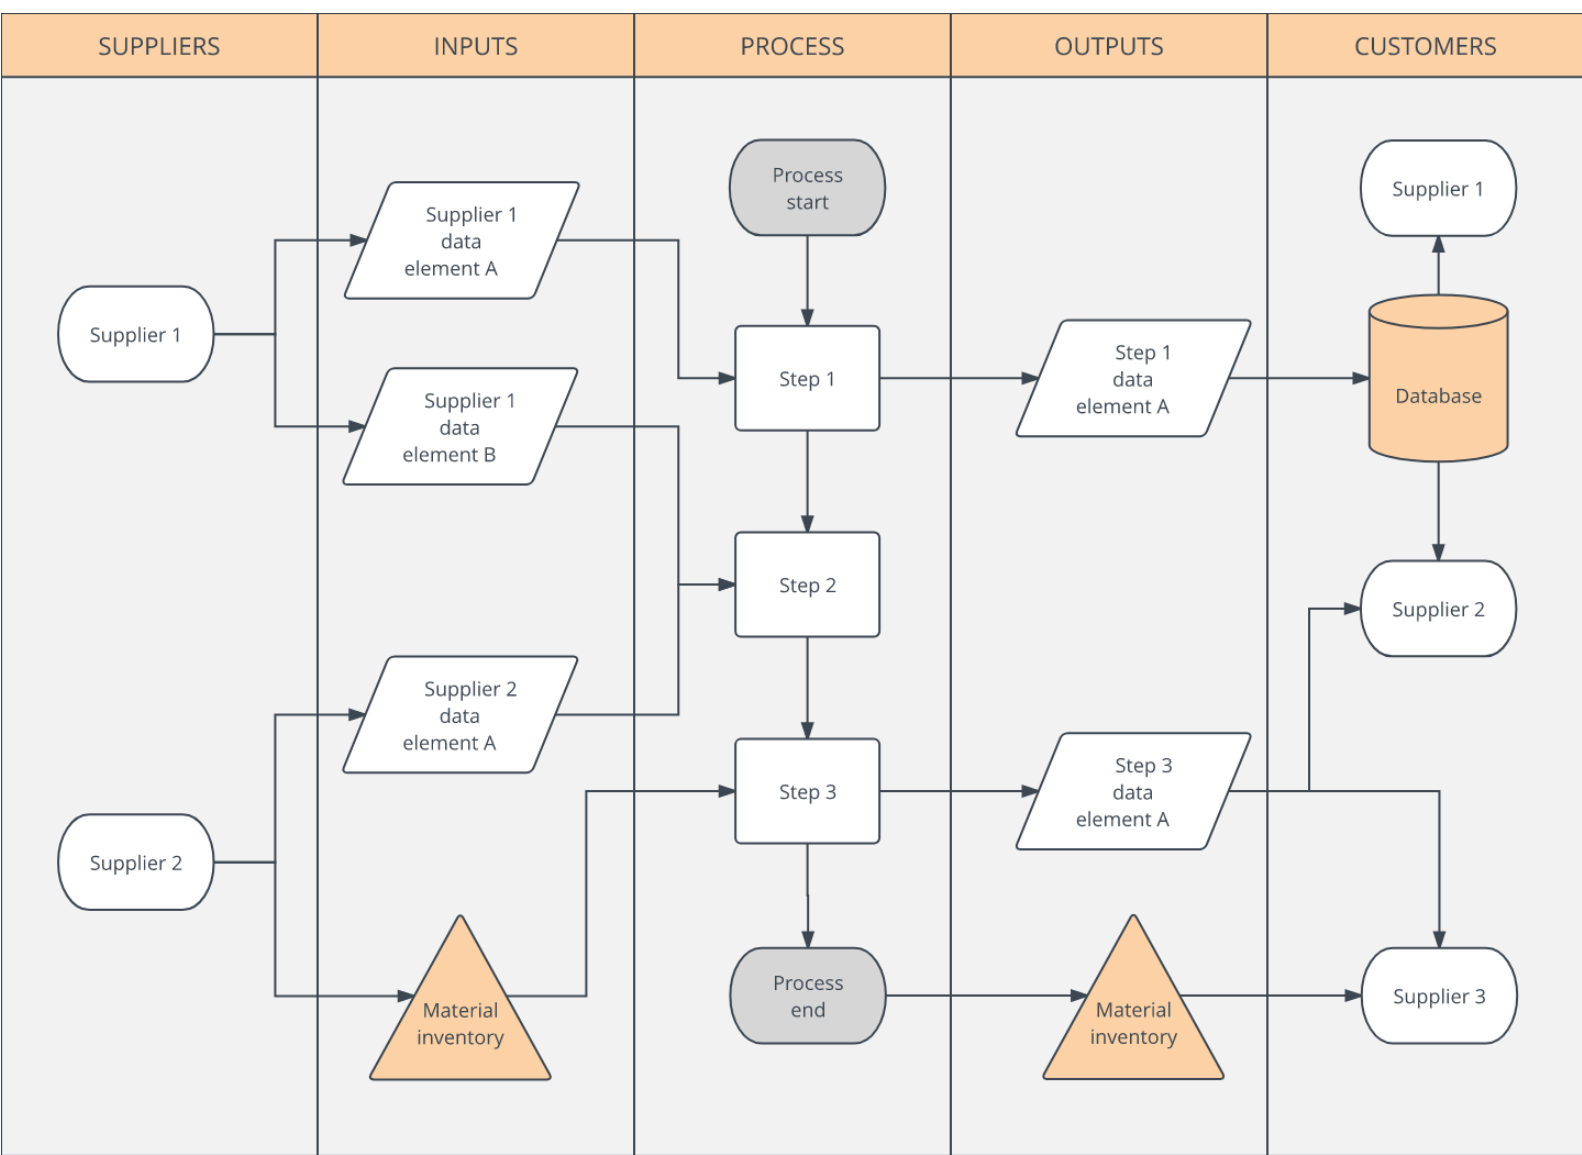 SUPPLIERS
INPUTS
PROCESS
OUTPUTS
CUSTOMERS
Supplier 1
Supplier 2
Supplier 1
data
element A
Supplier 1
data
element B
Supplier 2
data
element A
Material
inventory
Process
start
Step 1
Step 2
Step 3
Process
end
Step 1
data
element A
Step 3
data
element A
Material
inventory
Supplier 1
Database
Supplier 2
Supplier 3